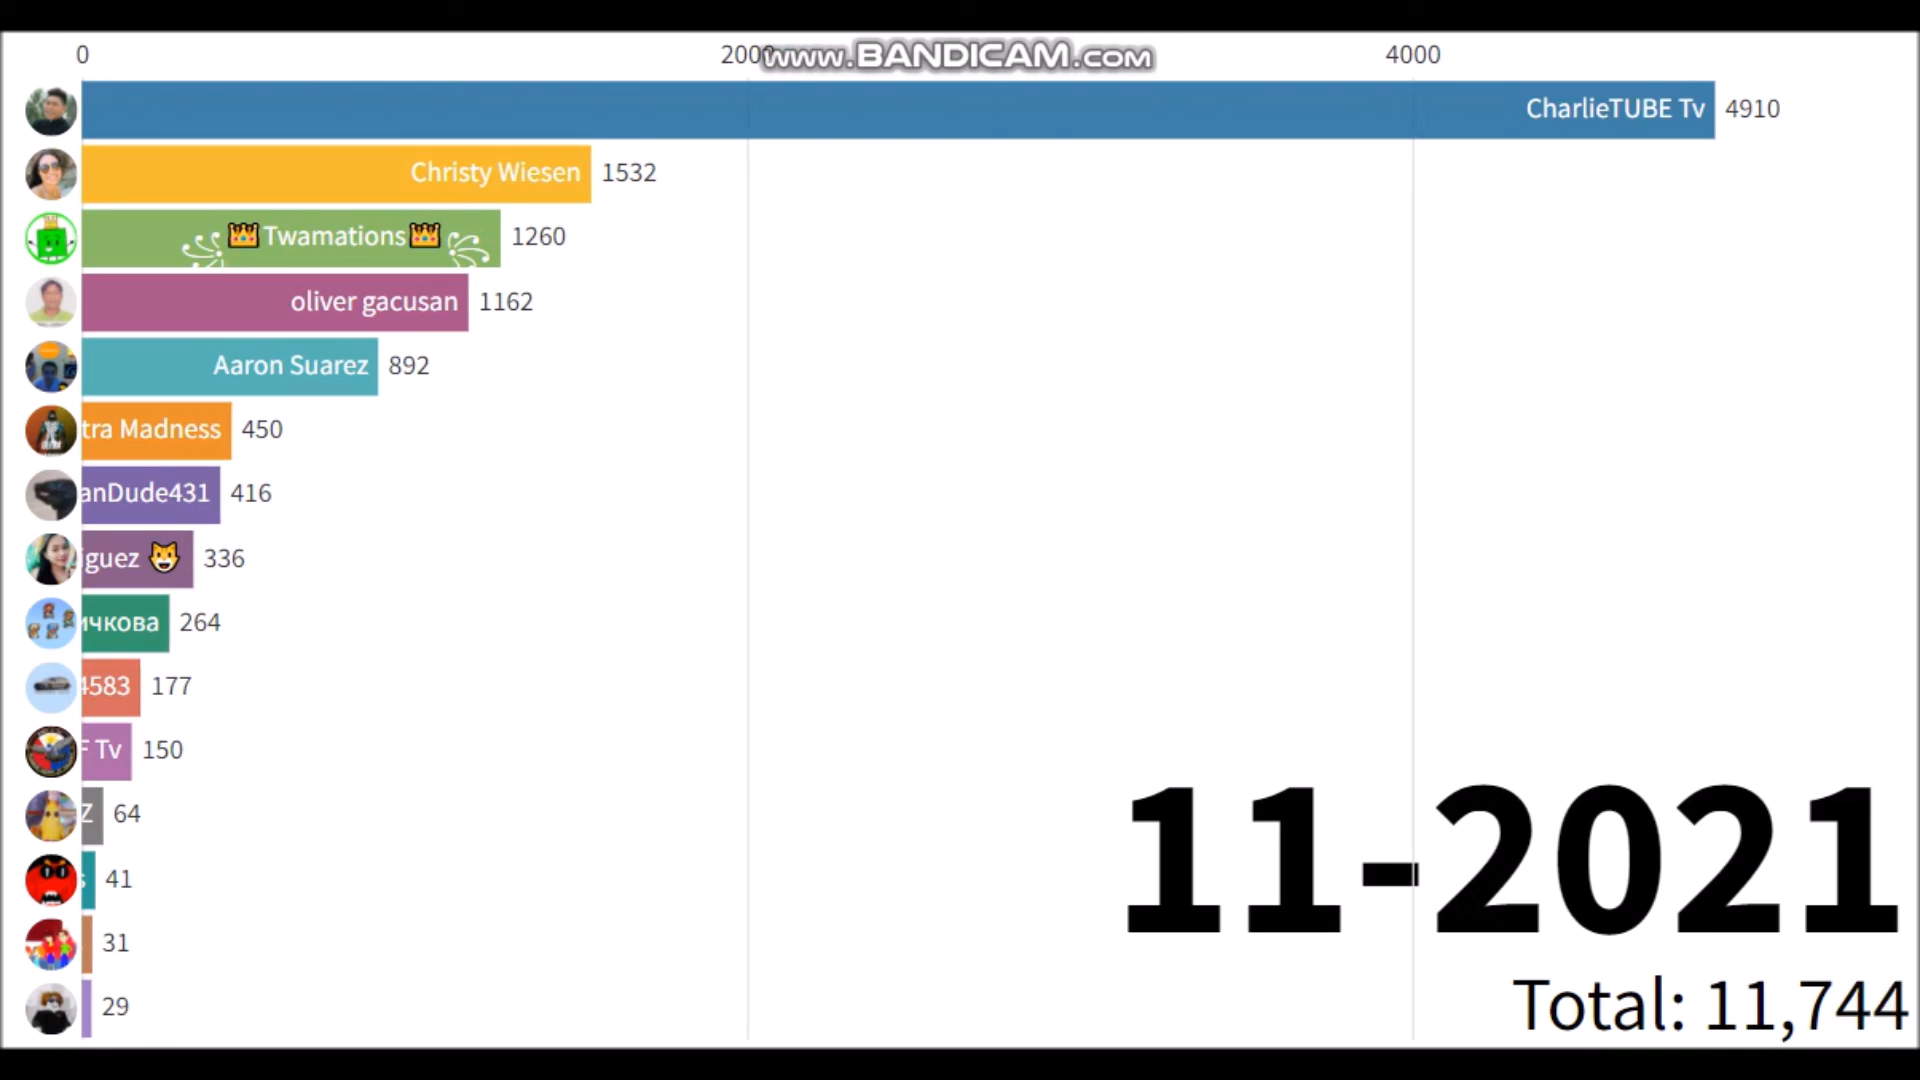 0 2000 4000
www.BANDICAM.com
CharlieTUBE Tv 4910
Christy Wiesen 1532
👑Twamations👑 1260
oliver gacusan 1162
Aaron Suarez 892
tra Madness 450
anDude431 416
guez 😺 336
ичкова 264
4583 177
F Tv 150
Z 64
s 41
31
29
11-2021
Total: 11,744